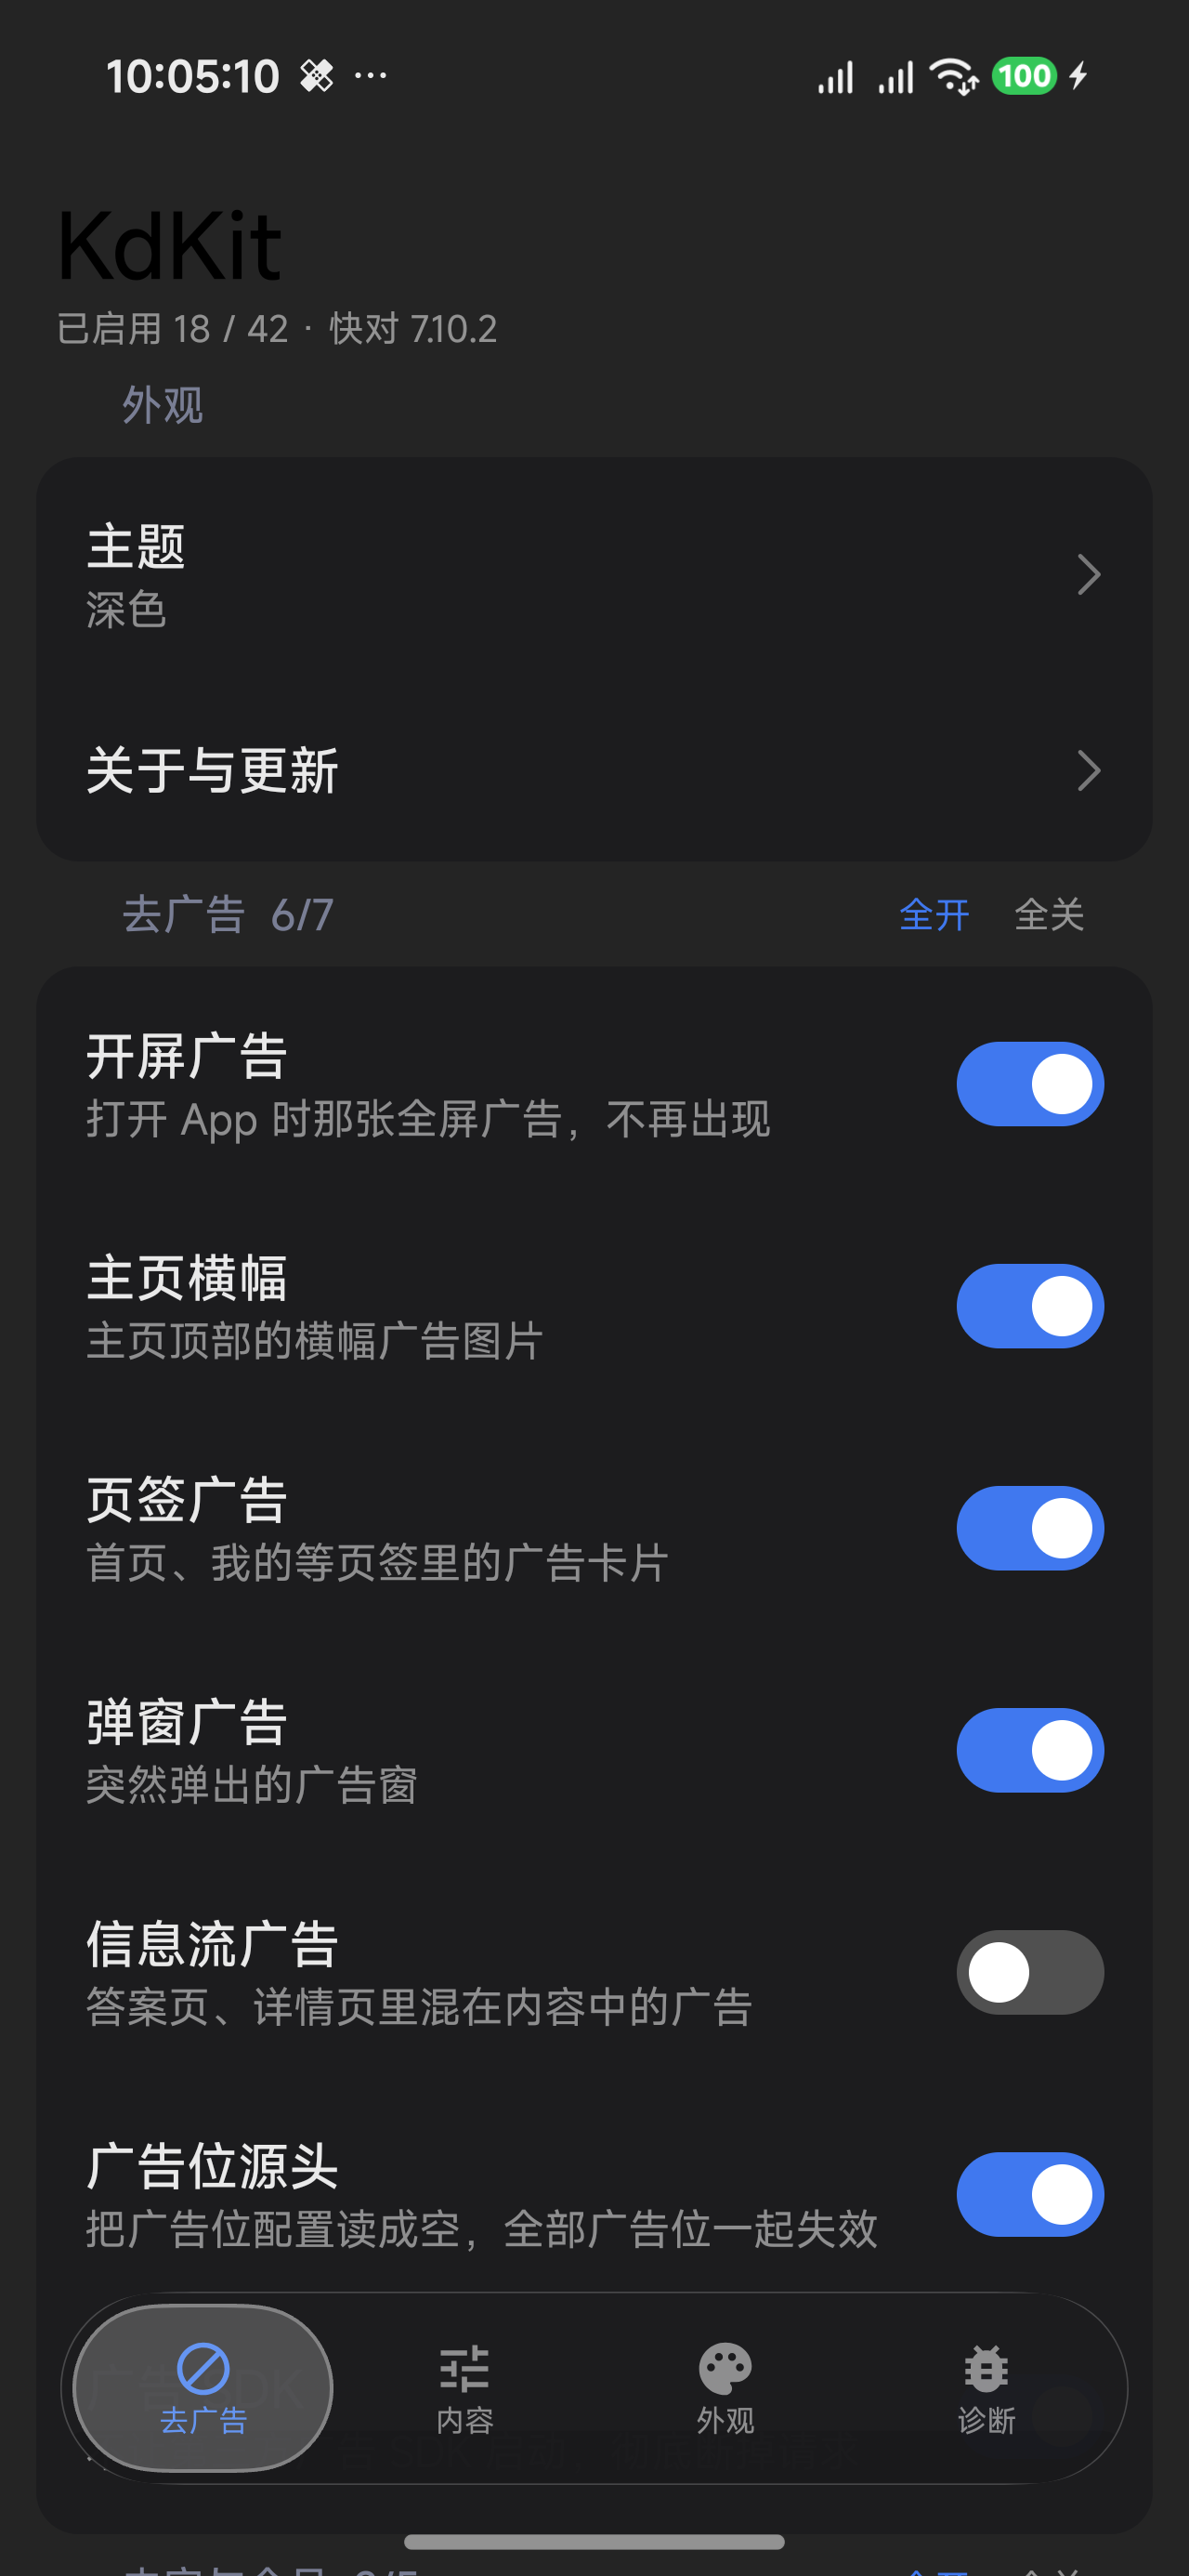 10:05:10
100
KdKit
已启用 18 / 42 · 快对 7.10.2
外观
主题
深色
关于与更新
去广告 6/7 全开 全关
开屏广告
打开 App 时那张全屏广告，不再出现
主页横幅
主页顶部的横幅广告图片
页签广告
首页、我的等页签里的广告卡片
弹窗广告
突然弹出的广告窗
信息流广告
答案页、详情页里混在内容中的广告
广告位源头
把广告位配置读成空，全部广告位一起失效
去广告 内容 外观 诊断
全开 全关